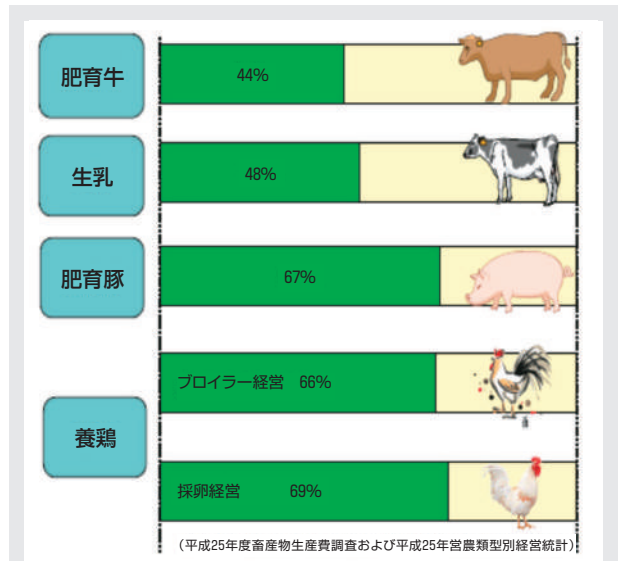 肥育牛
44%
生乳
48%
肥育豚
67%
養鶏
ブロイラー経営 66%
採卵経営 69%
(平成25年度畜産物生産費調査および平成25年営農類型別経営統計)